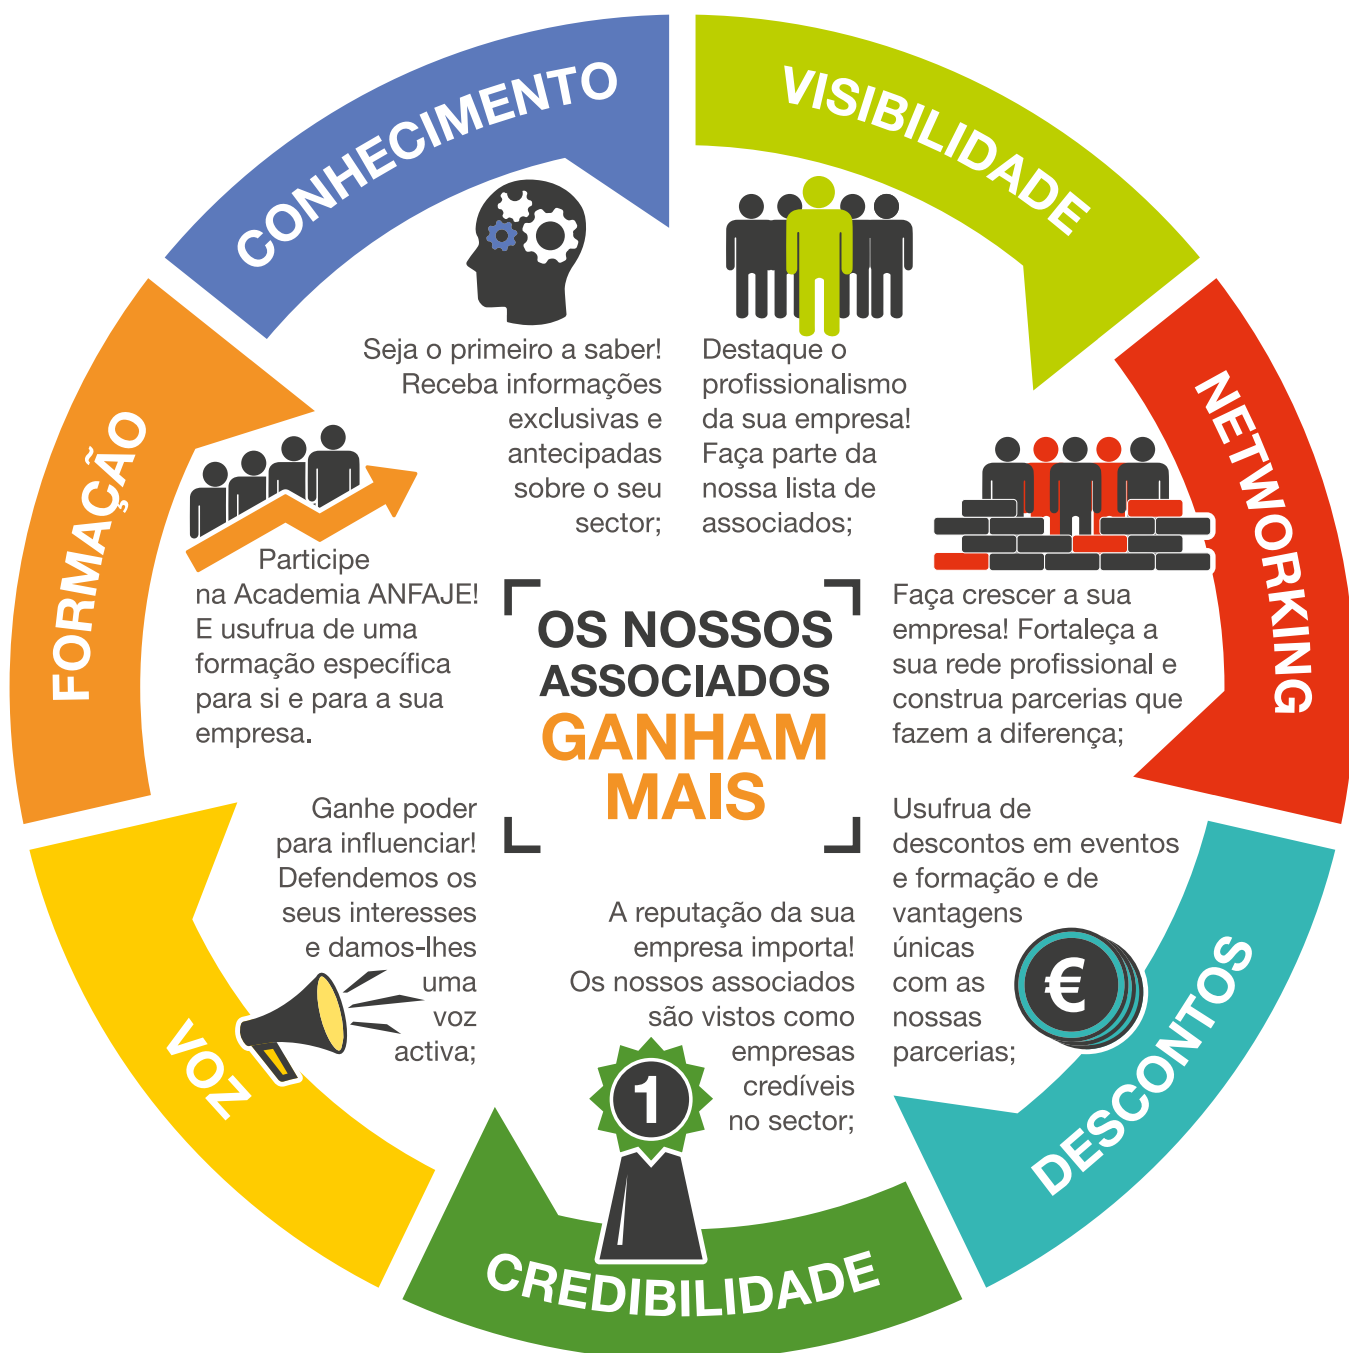 CONHECIMENTO
Seja o primeiro a saber!
Receba informações
exclusivas e
antecipadas
sobre o seu
sector;
VISIBILIDADE
Destaque o
profissionalismo
da sua empresa!
Faça parte da
nossa lista de
associados;
NETWORKING
Faça crescer a sua
empresa! Fortaleça a
sua rede profissional e
construa parcerias que
fazem a diferença;
DESCONTOS
Usufrua de
descontos em eventos
e formação e de
vantagens
únicas
com as
nossas
parcerias;
€
CREDIBILIDADE
A reputação da sua
empresa importa!
Os nossos associados
são vistos como
empresas
credíveis
no sector;
1
VOZ
Ganhe poder
para influenciar!
Defendemos os
seus interesses
e damos-lhes
uma
voz
activa;
FORMAÇÃO
Participe
na Academia ANFAJE!
E usufrua de uma
formação específica
para si e para a sua
empresa.
OS NOSSOS
ASSOCIADOS
GANHAM
MAIS